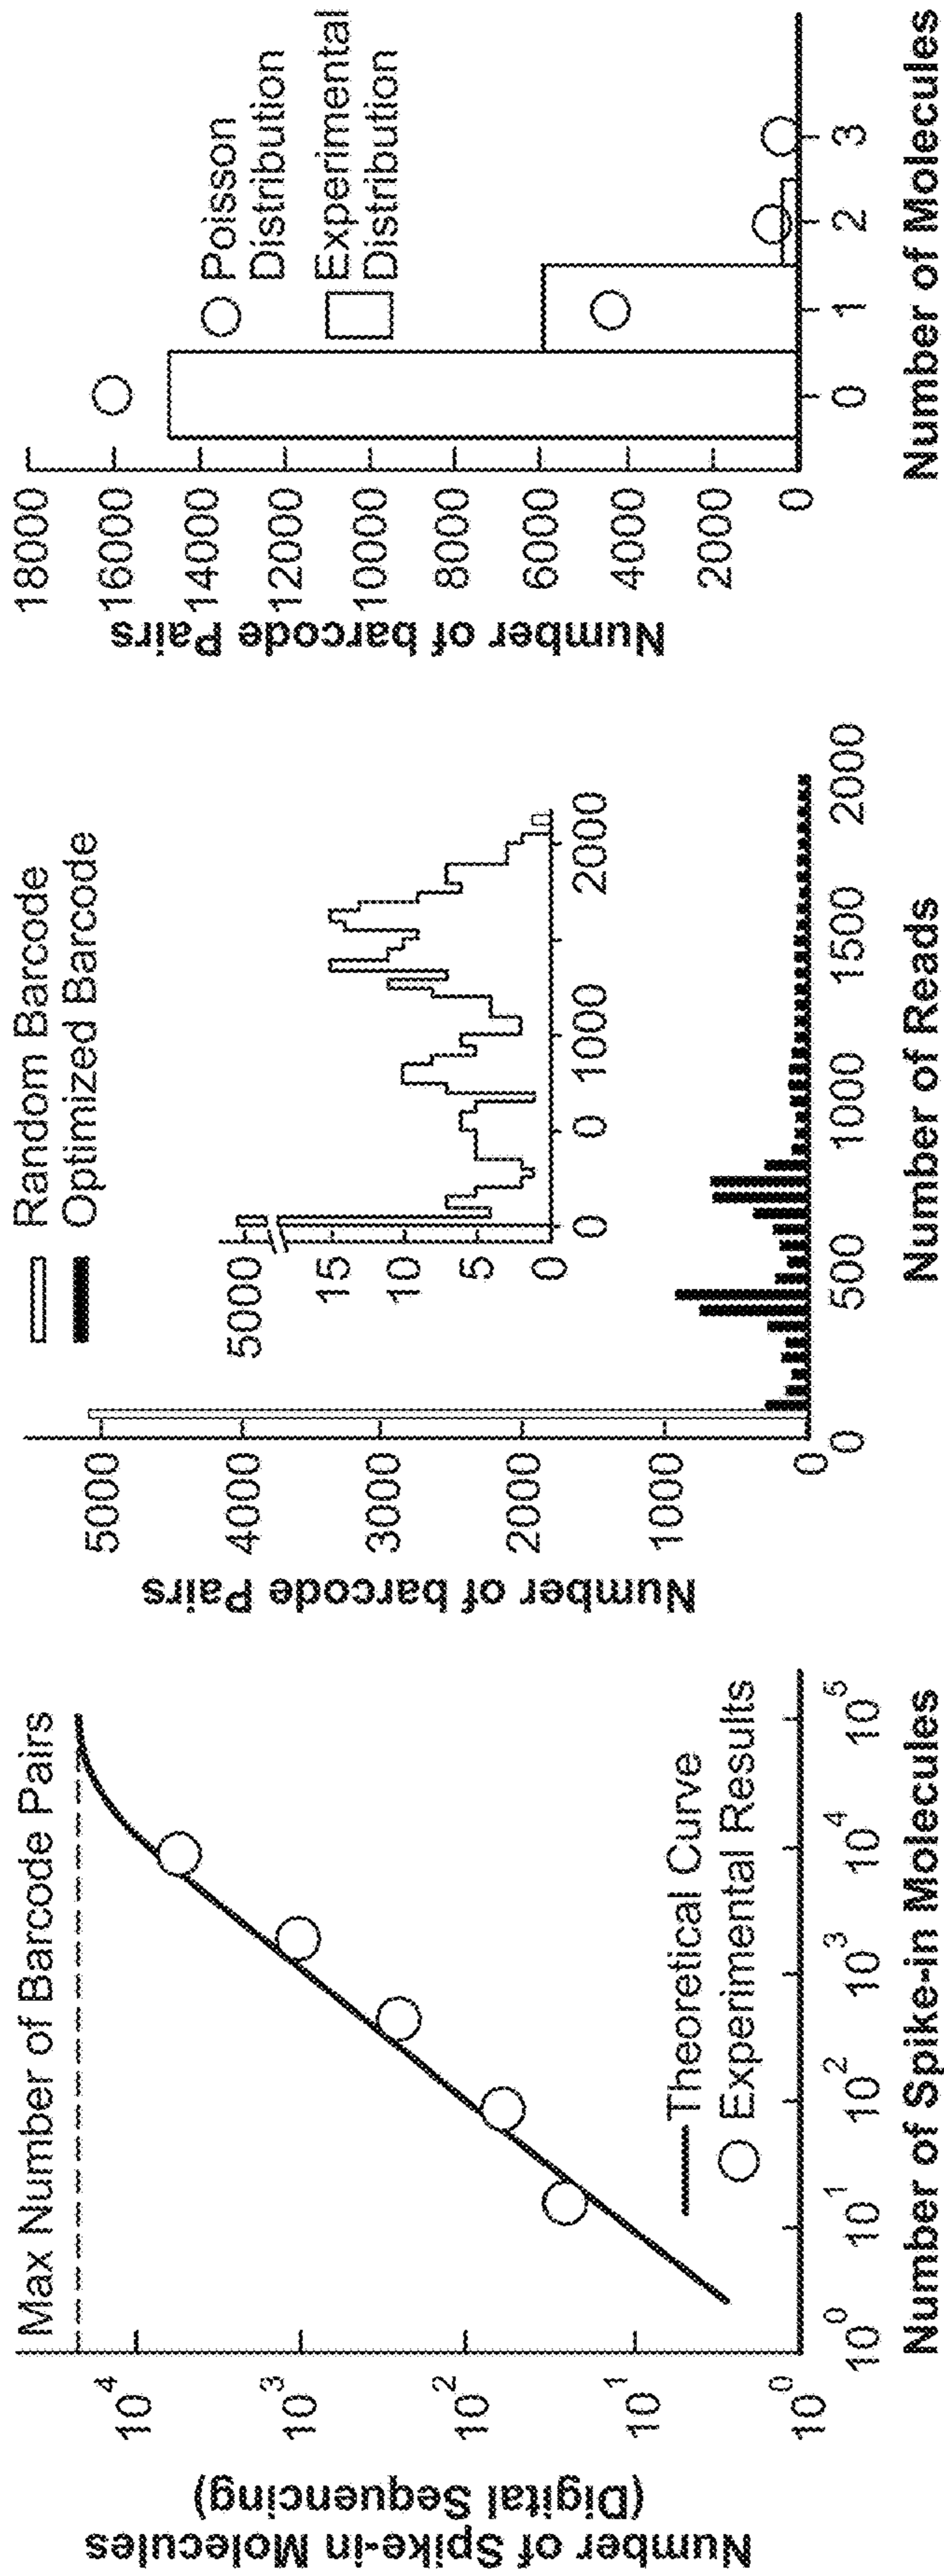 Number of Spike-in Molecules
(Digital Sequencing)
Max Number of Barcode Pairs
10^4
10^3
10^2
10^1
10^0
Theoretical Curve
Experimental Results
10^0 10^1 10^2 10^3 10^4 10^5
Number of Spike-in Molecules
Number of barcode Pairs
Random Barcode
Optimized Barcode
5000
4000
3000
2000
1000
0
5000
15
10
5
0
0 0 1000 2000
0 500 1000 1500 2000
Number of Reads
Number of barcode Pairs
18000
16000
14000
12000
10000
8000
6000
4000
2000
0
Poisson
Distribution
Experimental
Distribution
0 1 2 3
Number of Molecules